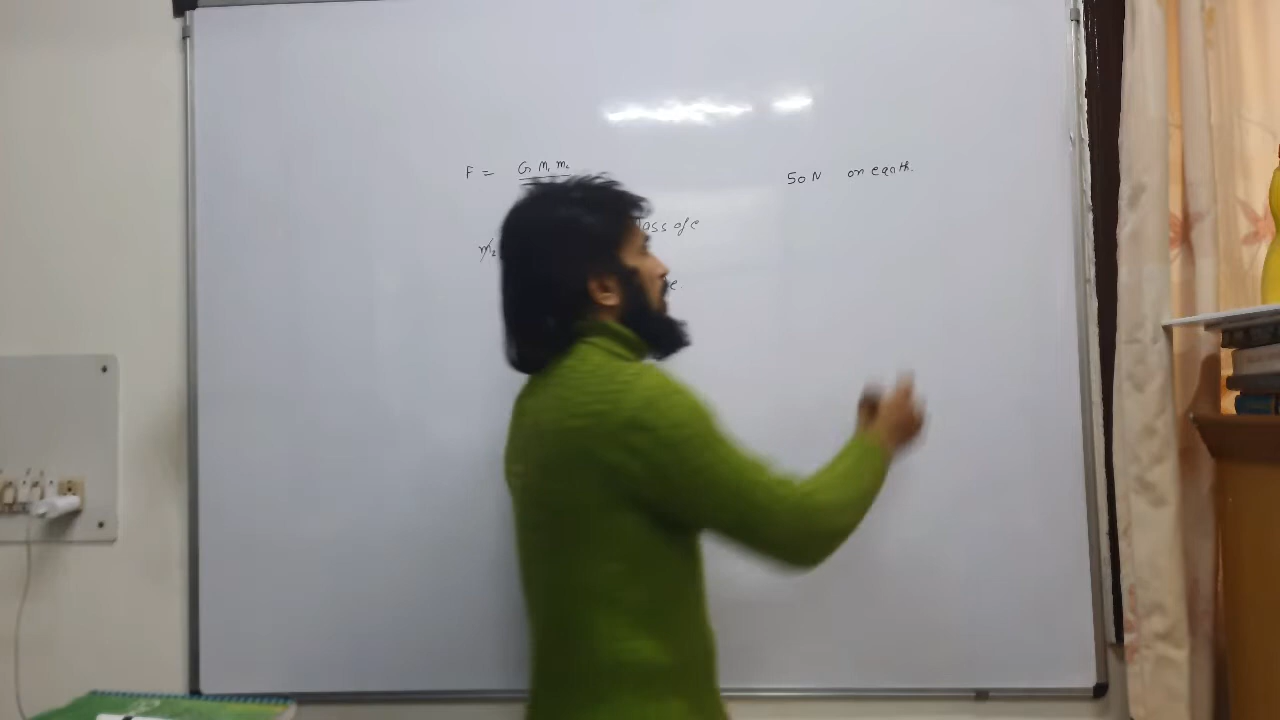 F = G M₁ m₂ 50 N on earth.
m₂ Mass of e
e